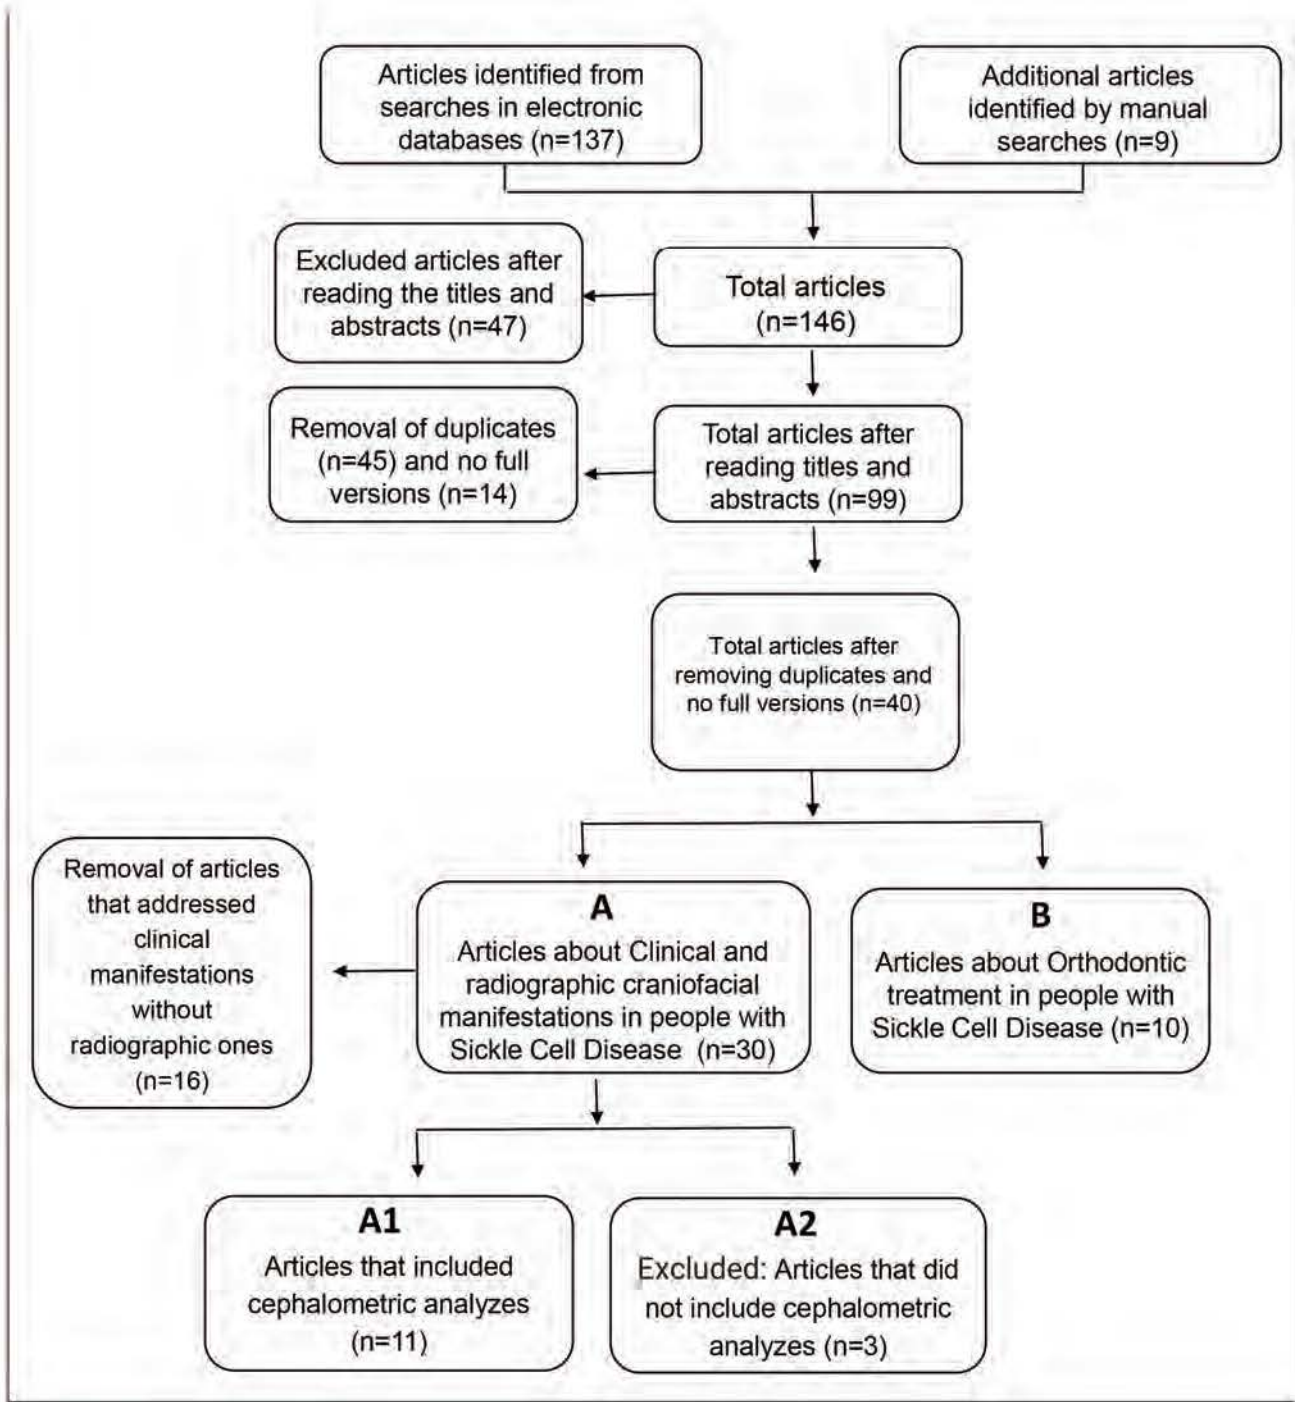 Articles identified from
searches in electronic
databases (n=137)
Additional articles
identified by manual
searches (n=9)
Excluded articles after
reading the titles and
abstracts (n=47)
Total articles
(n=146)
Removal of duplicates
(n=45) and no full
versions (n=14)
Total articles after
reading titles and
abstracts (n=99)
Total articles after
removing duplicates and
no full versions (n=40)
Removal of articles
that addressed
clinical
manifestations
without
radiographic ones
(n=16)
A
Articles about Clinical and
radiographic craniofacial
manifestations in people with
Sickle Cell Disease (n=30)
B
Articles about Orthodontic
treatment in people with
Sickle Cell Disease (n=10)
A1
Articles that included
cephalometric analyzes
(n=11)
A2
Excluded: Articles that did
not include cephalometric
analyzes (n=3)